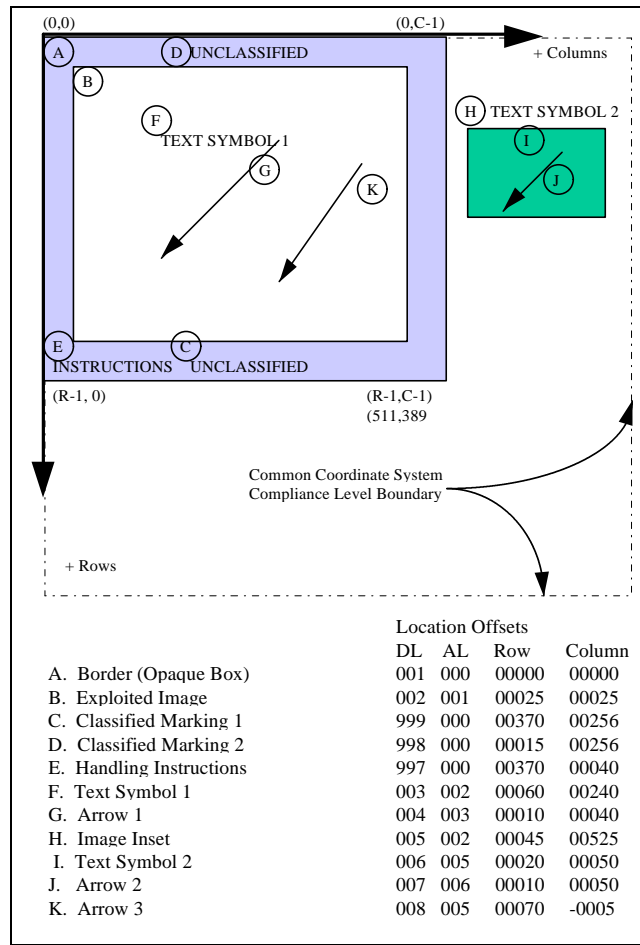 (0,0) (0,C-1)
A D UNCLASSIFIED + Columns
B
H TEXT SYMBOL 2
F
TEXT SYMBOL 1 I
G J
K
E C
INSTRUCTIONS UNCLASSIFIED
(R-1, 0) (R-1,C-1)
(511,389
Common Coordinate System
Compliance Level Boundary
+ Rows
Location Offsets
DL AL Row Column
A. Border (Opaque Box) 001 000 00000 00000
B. Exploited Image 002 001 00025 00025
C. Classified Marking 1 999 000 00370 00256
D. Classified Marking 2 998 000 00015 00256
E. Handling Instructions 997 000 00370 00040
F. Text Symbol 1 003 002 00060 00240
G. Arrow 1 004 003 00010 00040
H. Image Inset 005 002 00045 00525
I. Text Symbol 2 006 005 00020 00050
J. Arrow 2 007 006 00010 00050
K. Arrow 3 008 005 00070 -0005